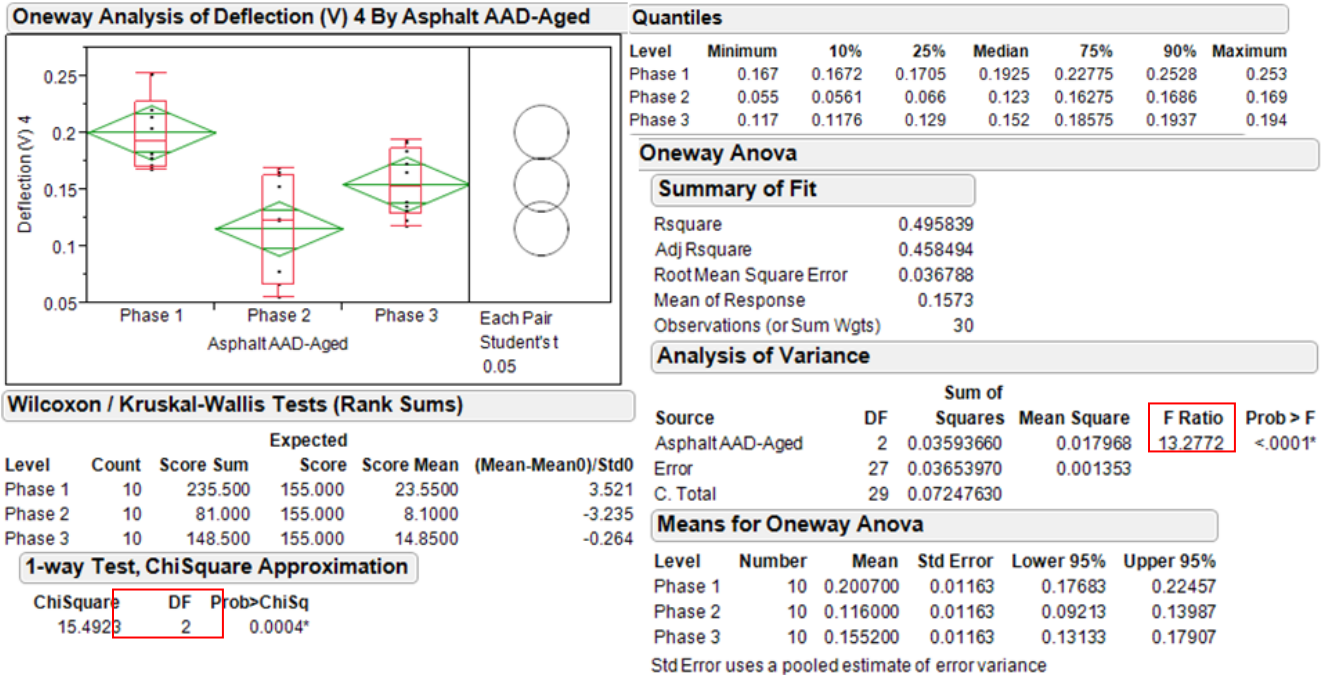 Oneway Analysis of Deflection (V) 4 By Asphalt AAD-Aged
Deflection (V) 4
0.25
0.2
0.15
0.1
0.05
Phase 1 Phase 2 Phase 3
Asphalt AAD-Aged
Each Pair
Student's t
0.05
Wilcoxon / Kruskal-Wallis Tests (Rank Sums)
Expected
Level Count Score Sum Score Score Mean (Mean-Mean0)/Std0
Phase 1 10 235.500 155.000 23.5500 3.521
Phase 2 10 81.000 155.000 8.1000 -3.235
Phase 3 10 148.500 155.000 14.8500 -0.264
1-way Test, ChiSquare Approximation
ChiSquare DF Prob>ChiSq
15.4923 2 0.0004*
Quantiles
Level Minimum 10% 25% Median 75% 90% Maximum
Phase 1 0.167 0.1672 0.1705 0.1925 0.22775 0.2528 0.253
Phase 2 0.055 0.0561 0.066 0.123 0.16275 0.1686 0.169
Phase 3 0.117 0.1176 0.129 0.152 0.18575 0.1937 0.194
Oneway Anova
Summary of Fit
Rsquare 0.495839
Adj Rsquare 0.458494
Root Mean Square Error 0.036788
Mean of Response 0.1573
Observations (or Sum Wgts) 30
Analysis of Variance
Sum of
Source DF Squares Mean Square F Ratio Prob > F
Asphalt AAD-Aged 2 0.03593660 0.017968 13.2772 <.0001*
Error 27 0.03653970 0.001353
C. Total 29 0.07247630
Means for Oneway Anova
Level Number Mean Std Error Lower 95% Upper 95%
Phase 1 10 0.200700 0.01163 0.17683 0.22457
Phase 2 10 0.116000 0.01163 0.09213 0.13987
Phase 3 10 0.155200 0.01163 0.13133 0.17907
Std Error uses a pooled estimate of error variance